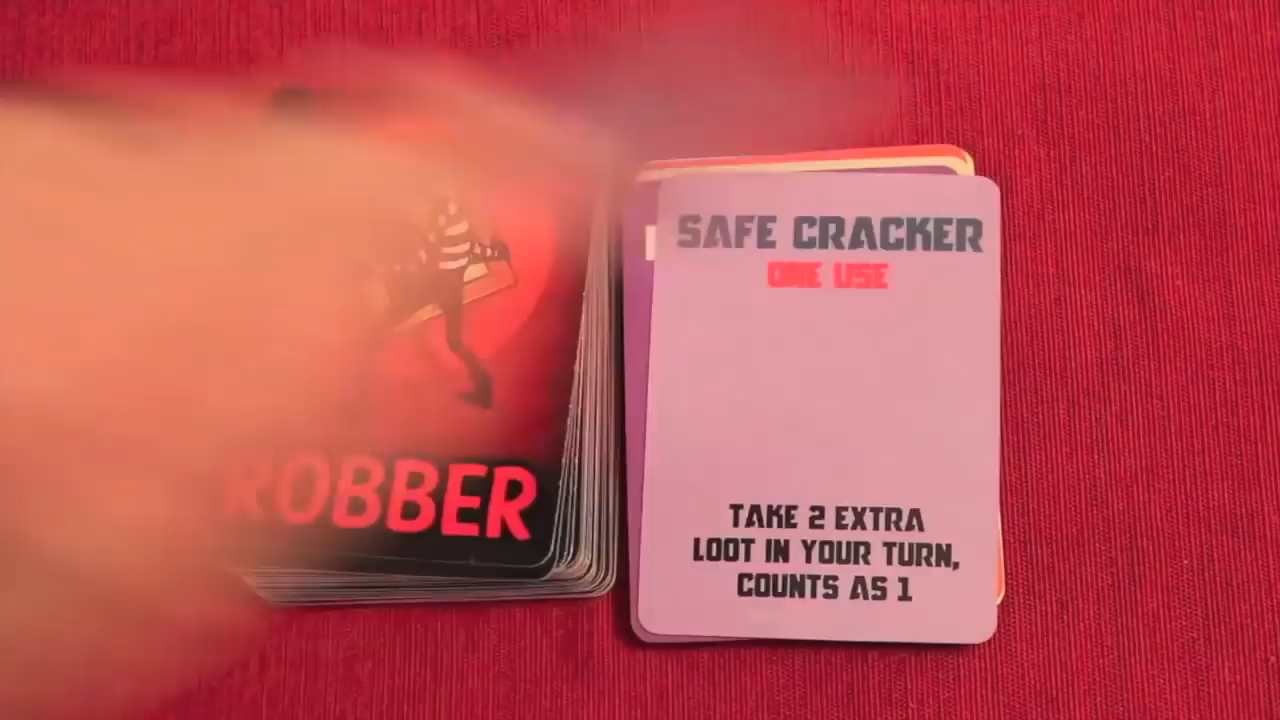 ROBBER
SAFE CRACKER
ONE USE
TAKE 2 EXTRA
LOOT IN YOUR TURN,
COUNTS AS 1